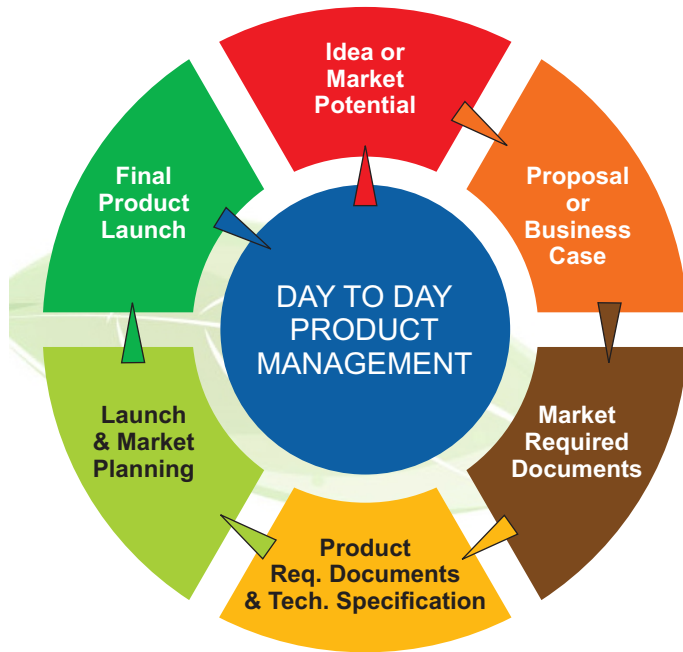 Idea or
Market
Potential
Proposal
or
Business
Case
Market
Required
Documents
Product
Req. Documents
& Tech. Specification
Launch
& Market
Planning
Final
Product
Launch
DAY TO DAY
PRODUCT
MANAGEMENT